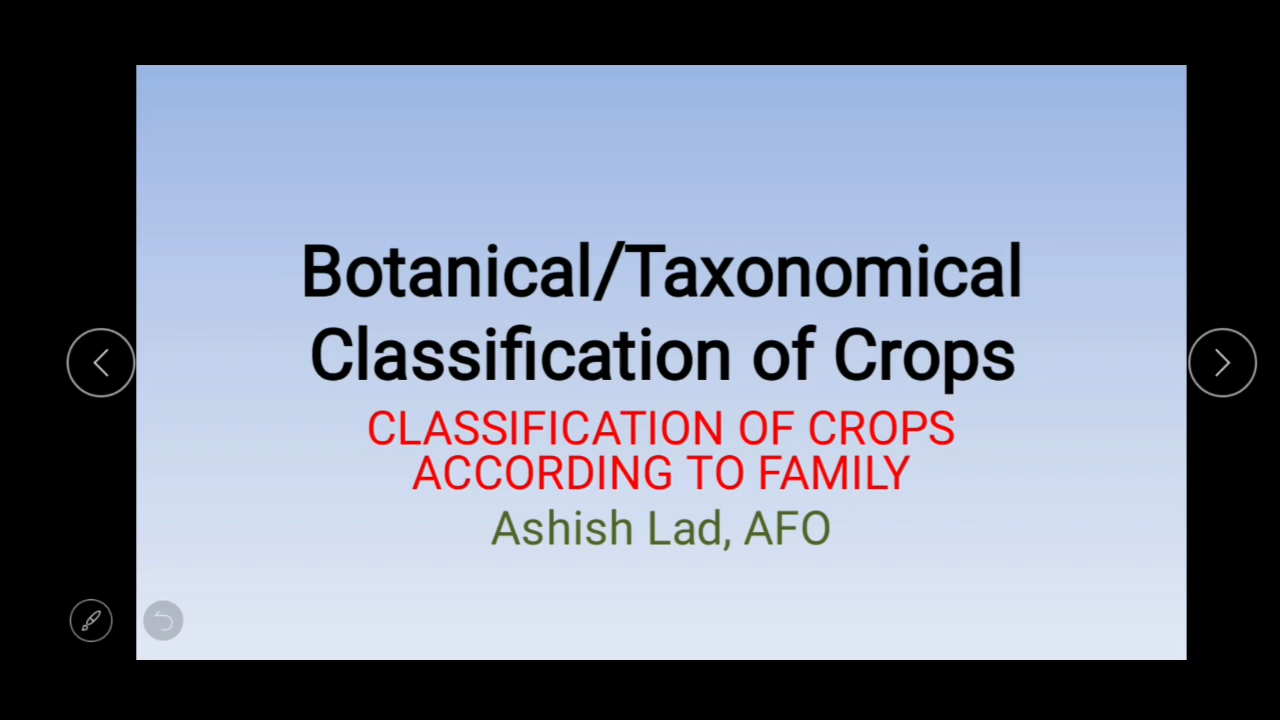 Botanical/Taxonomical
Classification of Crops
CLASSIFICATION OF CROPS
ACCORDING TO FAMILY
Ashish Lad, AFO